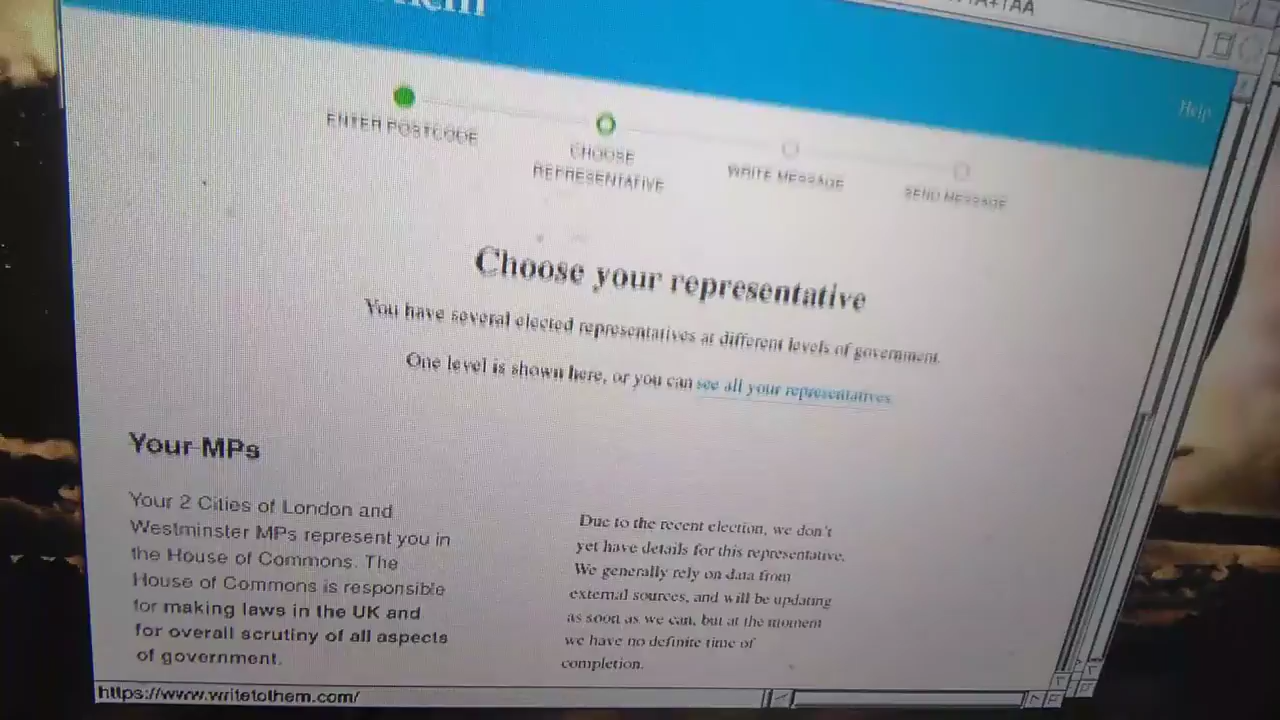 Help
ENTER POSTCODE
CHOOSE
REPRESENTATIVE
WRITE MESSAGE
SEND MESSAGE
Choose your representative
You have several elected representatives at different levels of government.
One level is shown here, or you can see all your representatives.
Your MPs
Your 2 Cities of London and
Westminster MPs represent you in
the House of Commons. The
House of Commons is responsible
for making laws in the UK and
for overall scrutiny of all aspects
of government.
Due to the recent election, we don't
yet have details for this representative.
We generally rely on data from
external sources, and will be updating
as soon as we can, but at the moment
we have no definite time of
completion.
https://www.writetothem.com/